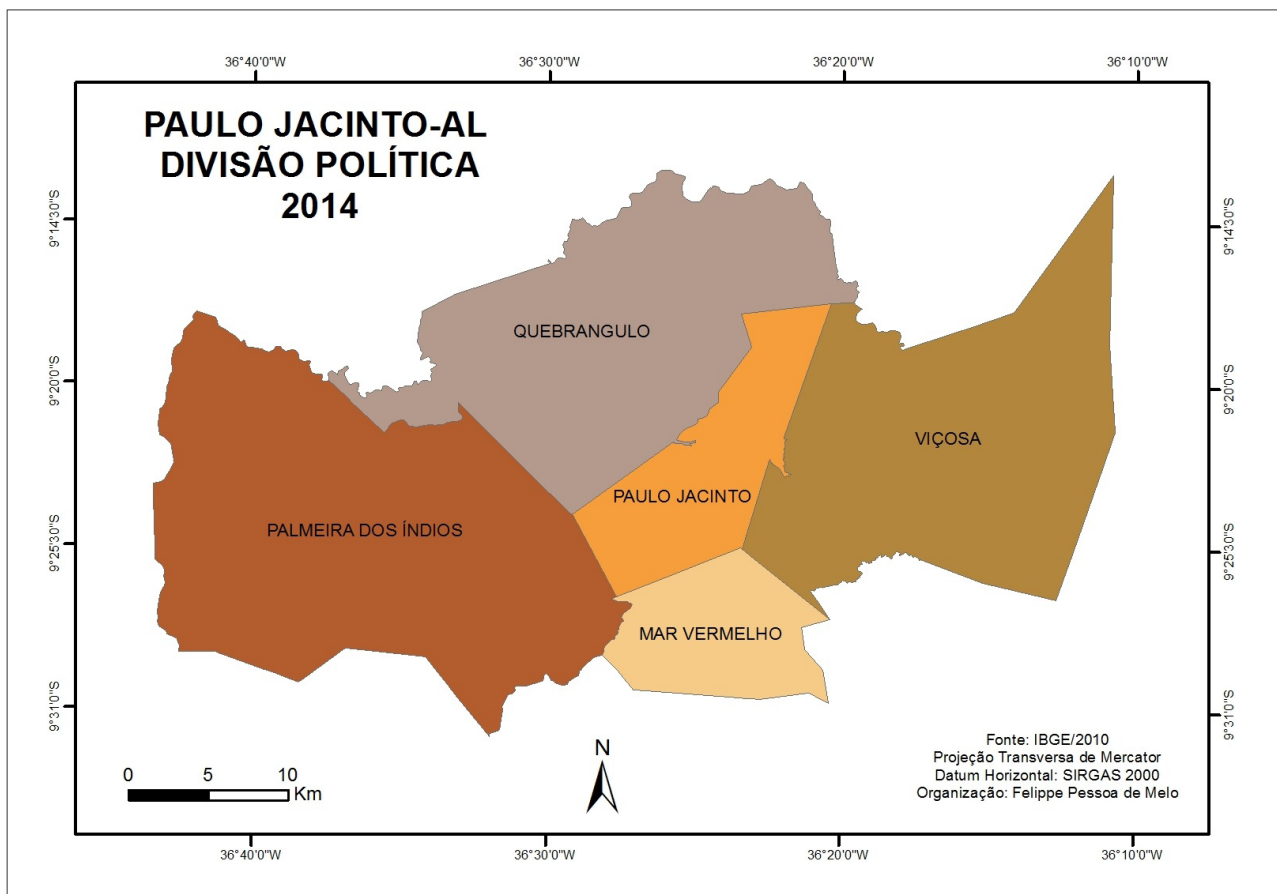 36°40'0"W
36°30'0"W
36°20'0"W
36°10'0"W
PAULO JACINTO-AL
DIVISÃO POLÍTICA
2014
9°14'30"S
9°14'30"S
QUEBRANGULO
9°20'0"S
9°20'0"S
VIÇOSA
PAULO JACINTO
PALMEIRA DOS ÍNDIOS
9°25'30"S
9°25'30"S
MAR VERMELHO
9°31'0"S
9°31'0"S
N
Fonte: IBGE/2010
Projeção Transversa de Mercator
Datum Horizontal: SIRGAS 2000
Organização: Felippe Pessoa de Melo
0 5 10
Km
36°40'0"W
36°30'0"W
36°20'0"W
36°10'0"W